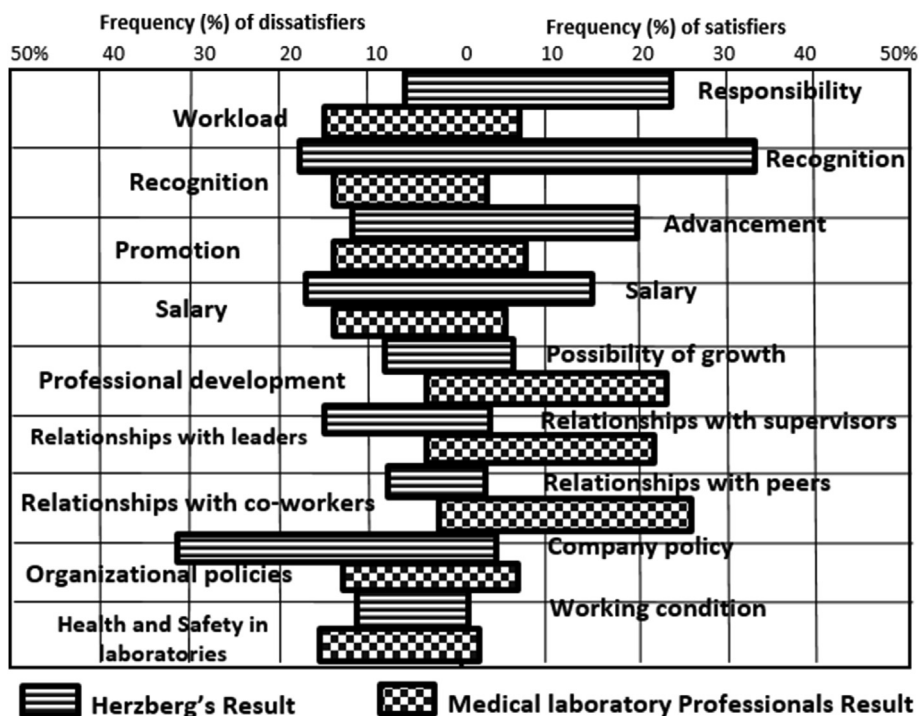 Frequency (%) of dissatisfiers Frequency (%) of satisfiers
50% 40 30 20 10 0 10 20 30 40 50%
Responsibility
Workload
Recognition
Recognition
Advancement
Promotion
Salary
Salary
Possibility of growth
Professional development
Relationships with supervisors
Relationships with leaders
Relationships with peers
Relationships with co-workers
Company policy
Organizational policies
Working condition
Health and Safety in
laboratories
Herzberg's Result Medical laboratory Professionals Result